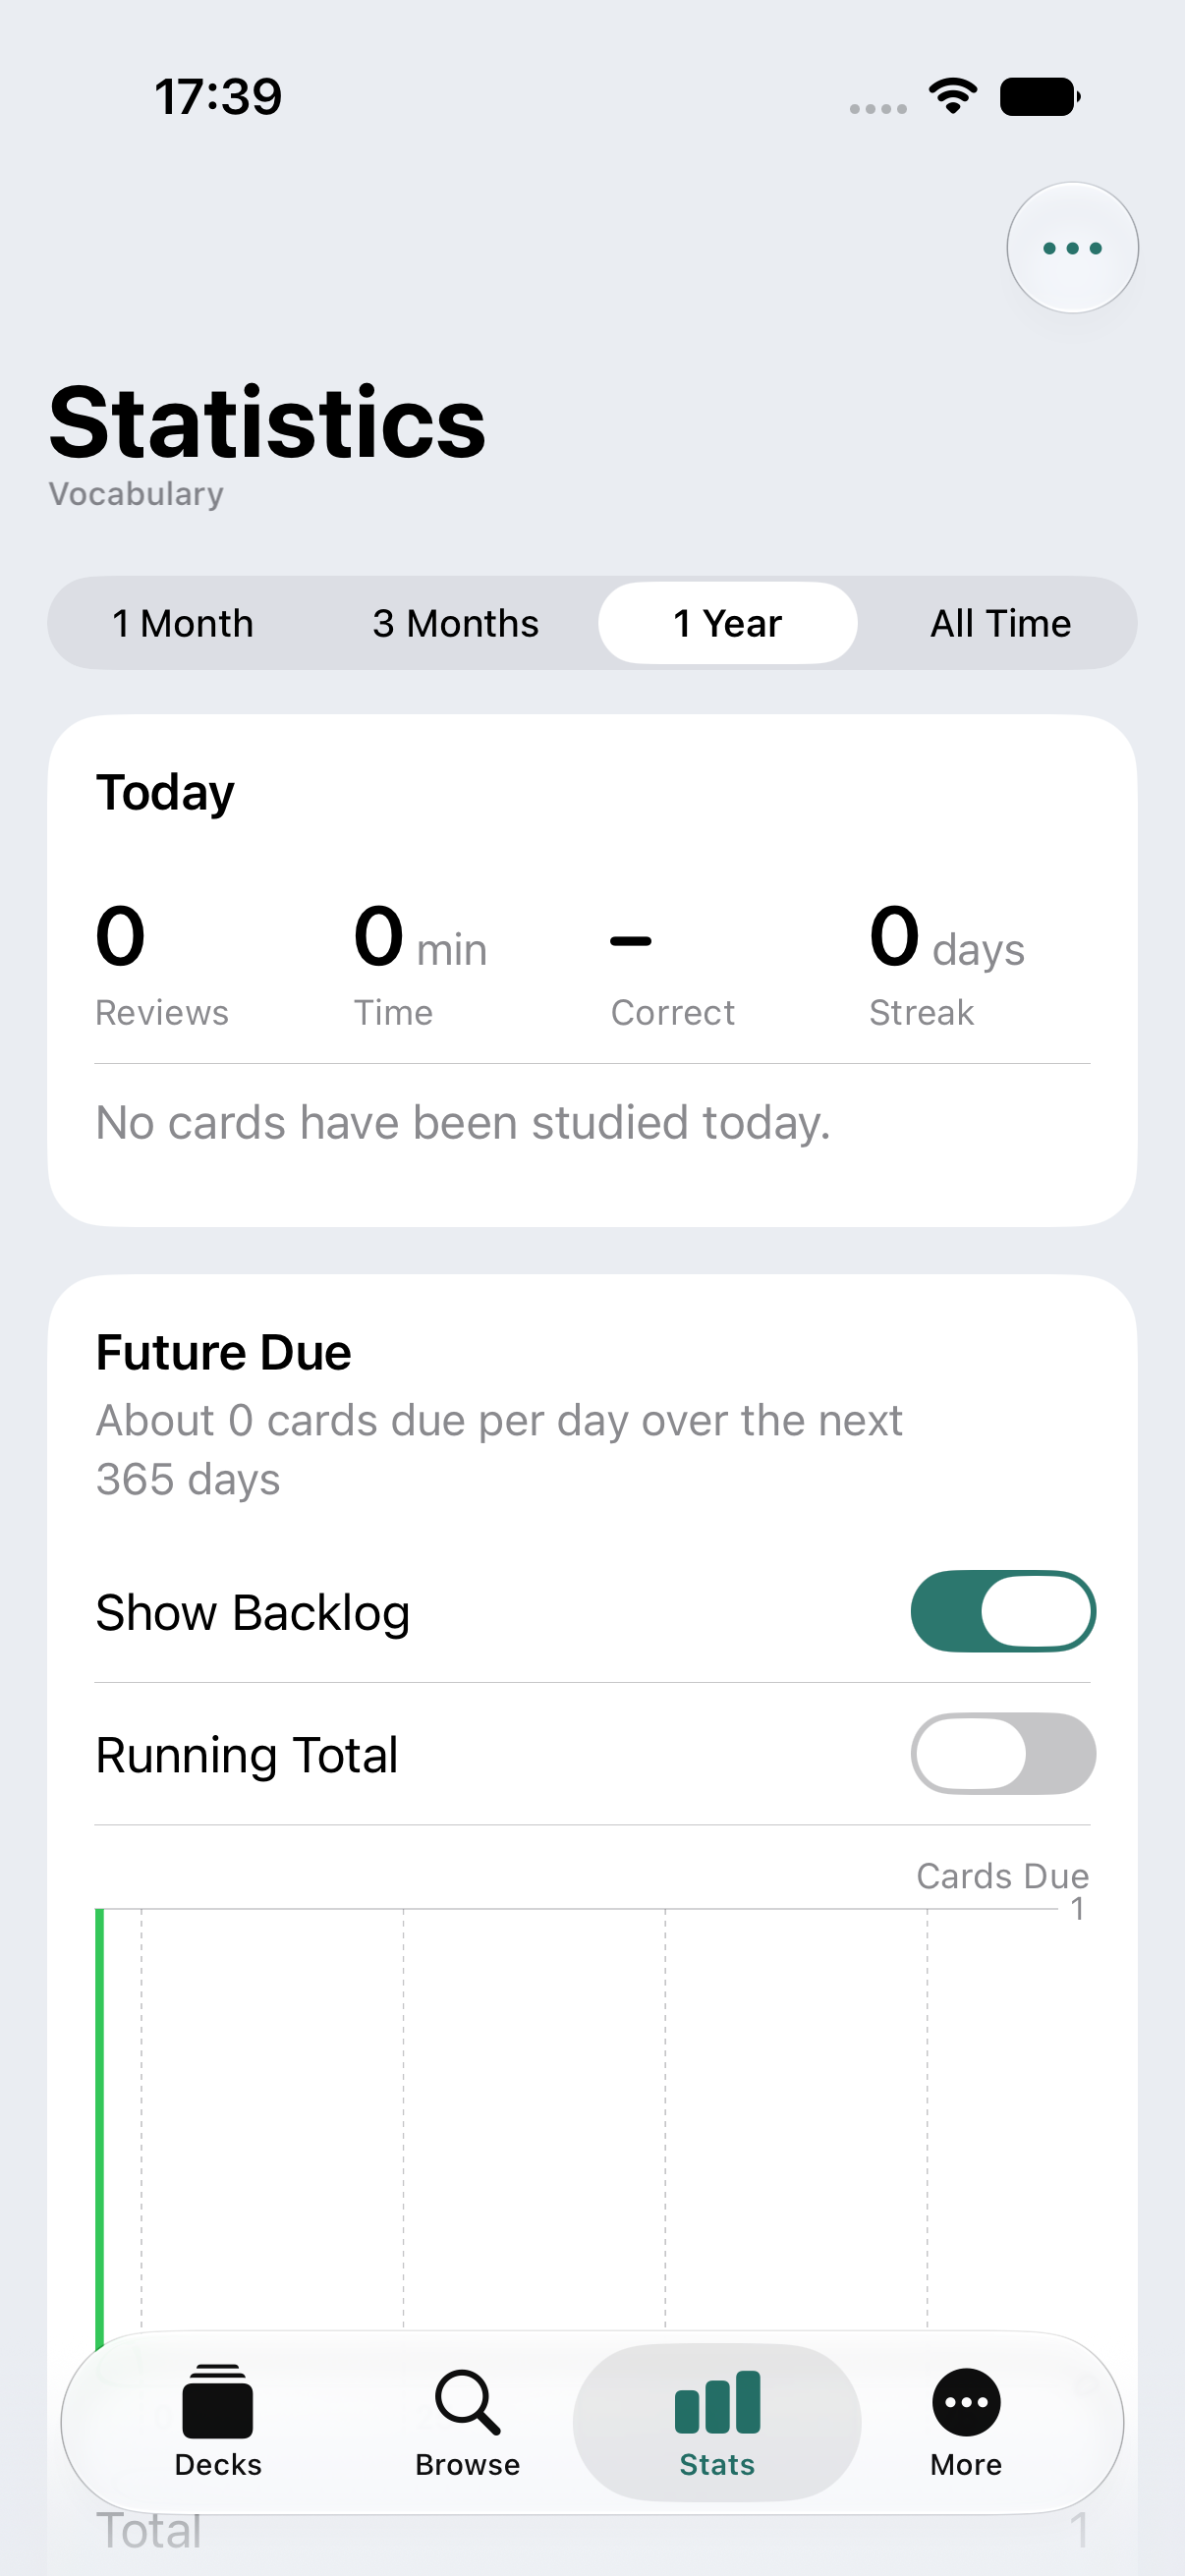 17:39
Statistics
Vocabulary
1 Month 3 Months 1 Year All Time
Today
0 0 min – 0 days
Reviews Time Correct Streak
No cards have been studied today.
Future Due
About 0 cards due per day over the next
365 days
Show Backlog
Running Total
Cards Due
1
Decks Browse Stats More
Total 1